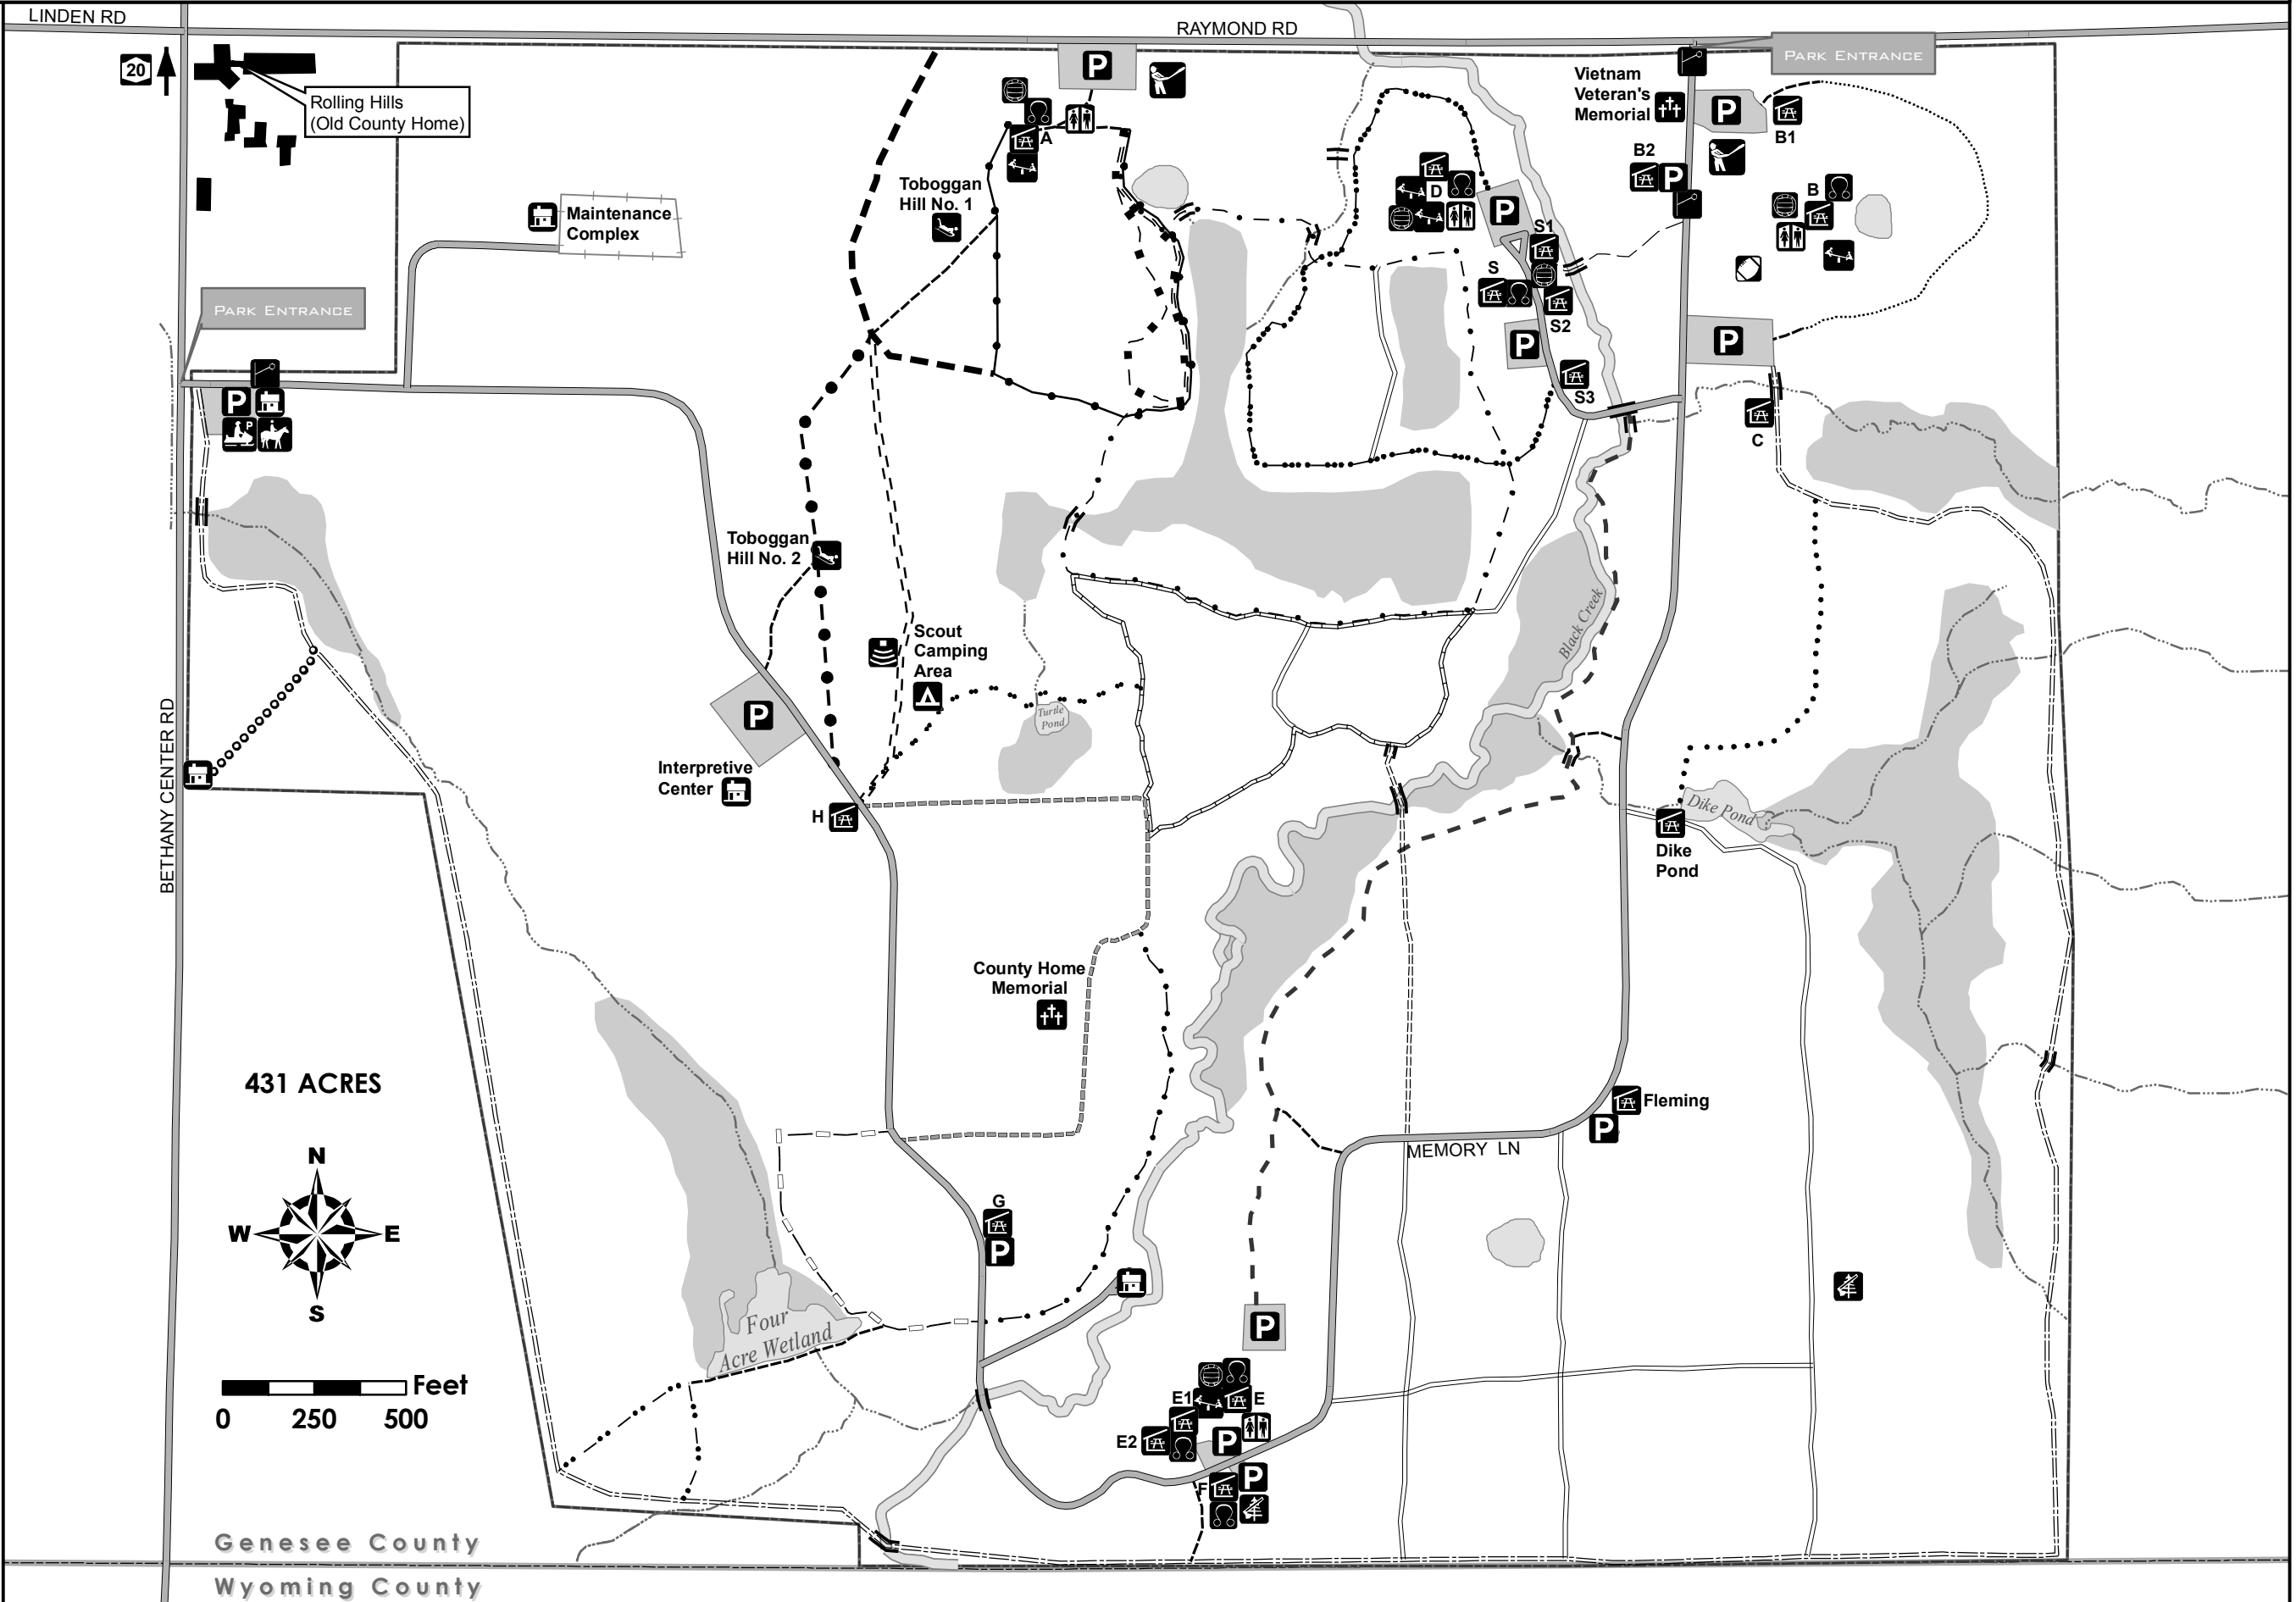 LINDEN RD
RAYMOND RD
PARK ENTRANCE
20
Rolling Hills
(Old County Home)
Vietnam
Veteran's
Memorial
P
P
P
B1
A
B2
P
B
Toboggan
Hill No. 1
D
P
S1
Maintenance
Complex
S
S2
PARK ENTRANCE
P
P
S3
P
P
C
Toboggan
Hill No. 2
Scout
Camping
Area
Black Creek
P
Turtle
Pond
Interpretive
Center
H
BETHANY CENTER RD
Dike Pond
Dike
Pond
County Home
Memorial
431 ACRES
Fleming
P
MEMORY LN
N
W
E
S
G
P
Four
Acre Wetland
P
Feet
0
250
500
E1
E
E2
P
F
P
Genesee County
Wyoming County